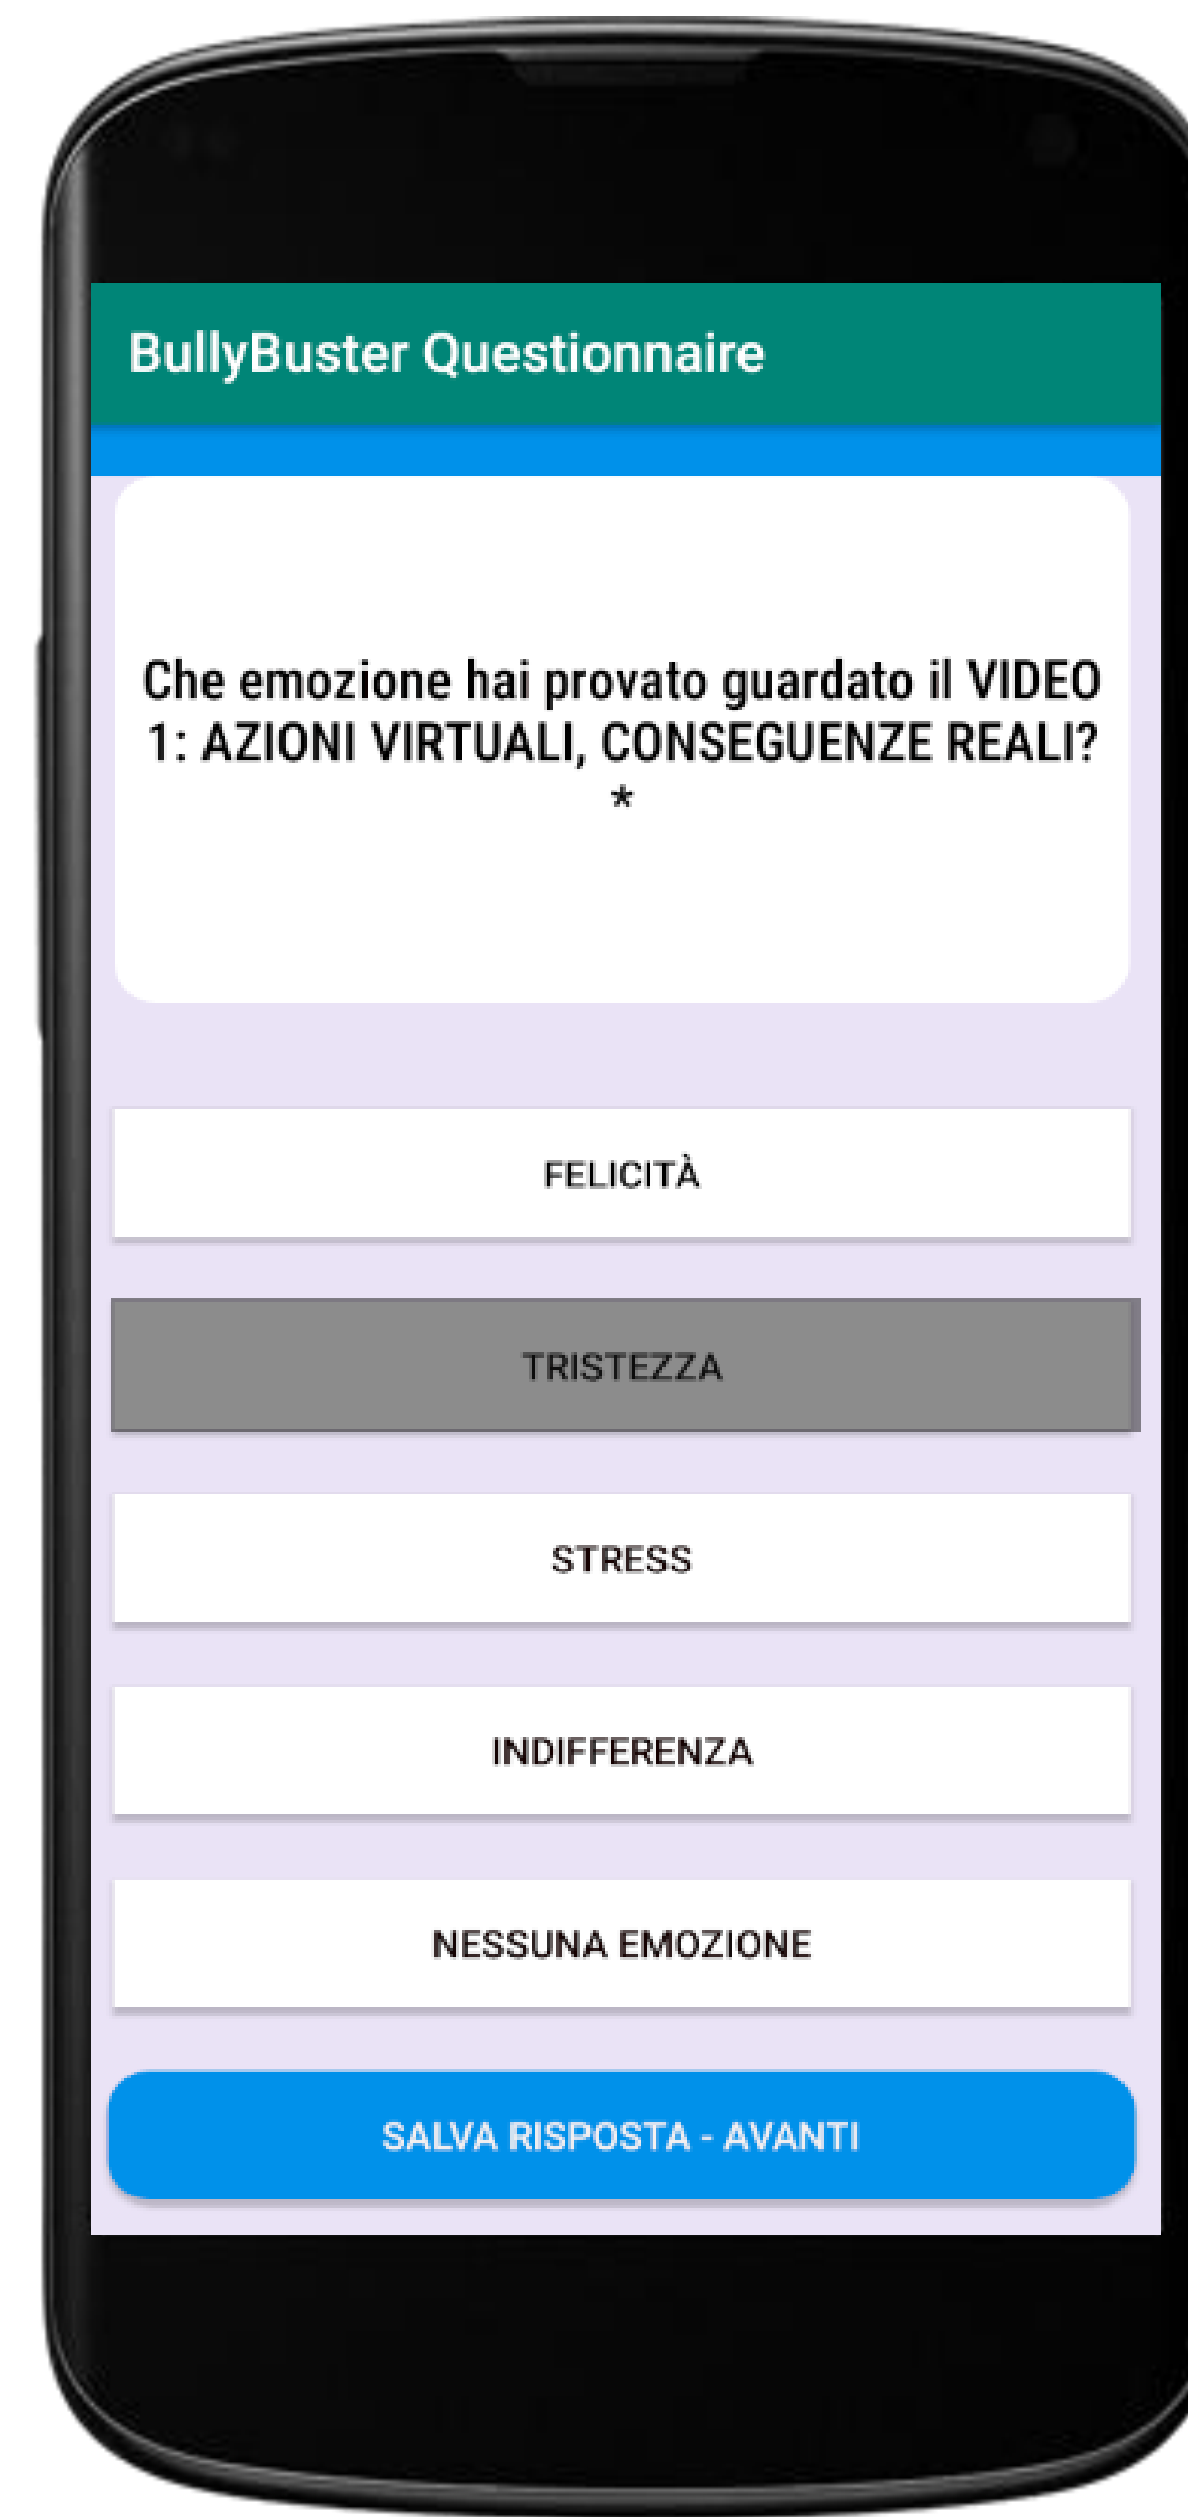 BullyBuster Questionnaire
Che emozione hai provato guardato il VIDEO
1: AZIONI VIRTUALI, CONSEGUENZE REALI?
*
FELICITÀ
TRISTEZZA
STRESS
INDIFFERENZA
NESSUNA EMOZIONE
SALVA RISPOSTA - AVANTI